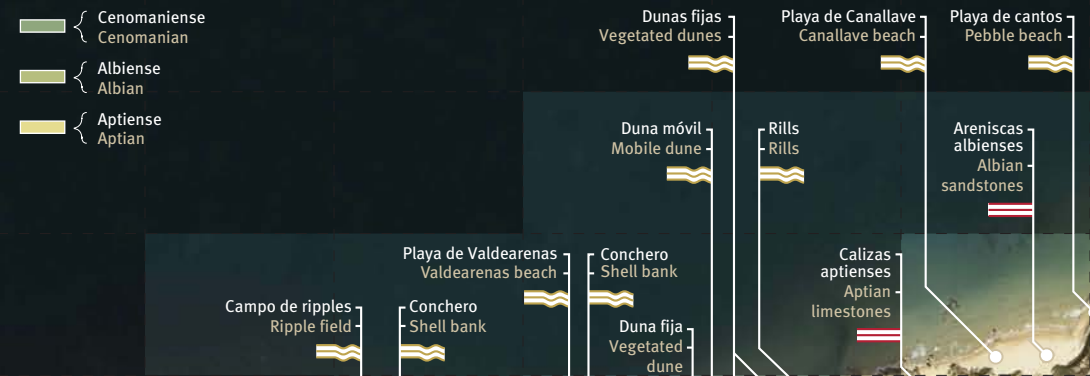 Cenomaniense
Cenomanian
Albiense
Albian
Aptiense
Aptian
Dunas fijas
Vegetated dunes
Playa de Canallave
Canallave beach
Playa de cantos
Pebble beach
Duna móvil
Mobile dune
Rills
Rills
Areniscas
albienses
Albian
sandstones
Playa de Valdearenas
Valdearenas beach
Conchero
Shell bank
Calizas
aptienses
Aptian
limestones
Campo de ripples
Ripple field
Conchero
Shell bank
Duna fija
Vegetated
dune